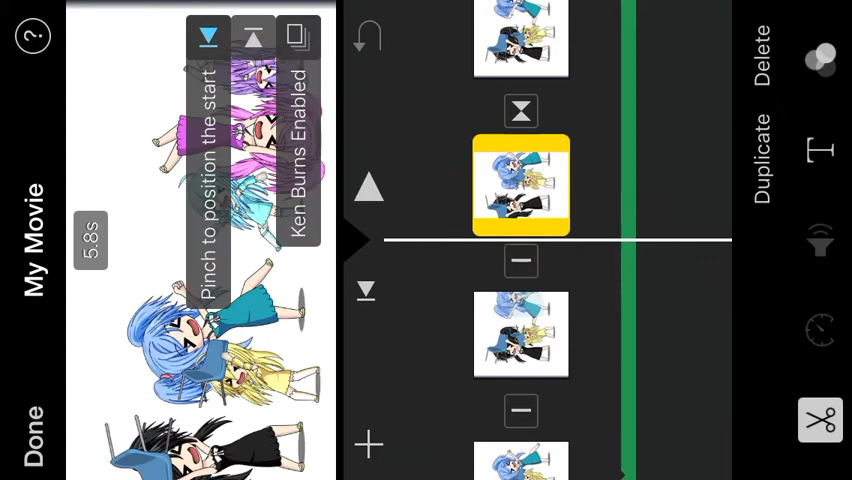 Done
My Movie
?
5.8s
Pinch to position the start
Ken Burns Enabled
T
Duplicate
Delete